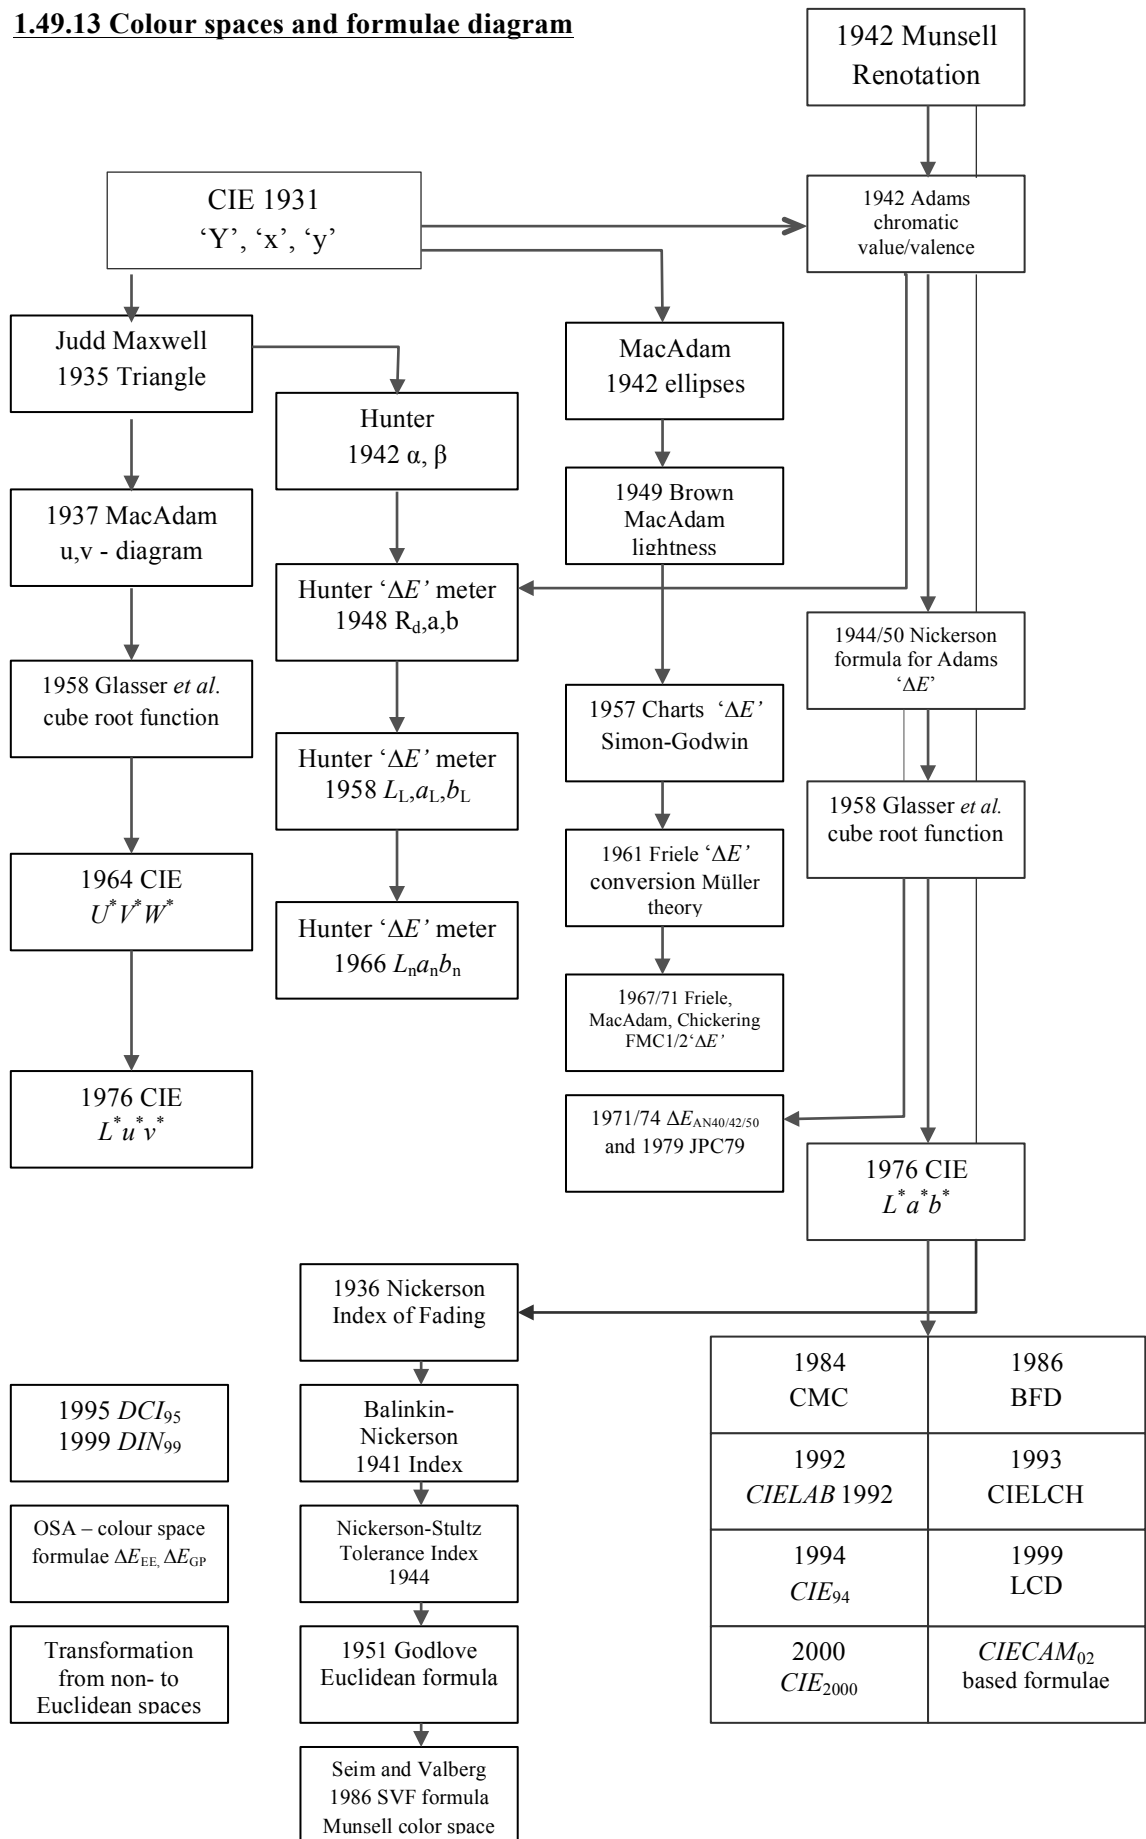 1.49.13 Colour spaces and formulae diagram
1942 Munsell
Renotation
CIE 1931
‘Y’, ‘x’, ‘y’
1942 Adams
chromatic
value/valence
Judd Maxwell
1935 Triangle
MacAdam
1942 ellipses
Hunter
1942 α, β
1937 MacAdam
u,v - diagram
1949 Brown
MacAdam
lightness
Hunter ‘ΔE’ meter
1948 Rd,a,b
1944/50 Nickerson
formula for Adams
‘ΔE’
1958 Glasser et al.
cube root function
1957 Charts ‘ΔE’
Simon-Godwin
Hunter ‘ΔE’ meter
1958 LL,aL,bL
1958 Glasser et al.
cube root function
1961 Friele ‘ΔE’
conversion Müller
theory
1964 CIE
U*V*W*
Hunter ‘ΔE’ meter
1966 Lnanbn
1967/71 Friele,
MacAdam, Chickering
FMC1/2‘ΔE’
1976 CIE
L*u*v*
1971/74 ΔEAN40/42/50
and 1979 JPC79
1976 CIE
L*a*b*
1936 Nickerson
Index of Fading
1984
CMC
1986
BFD
1995 DCI95
1999 DIN99
Balinkin-
Nickerson
1941 Index
1992
CIELAB 1992
1993
CIELCH
OSA – colour space
formulae ΔEEE, ΔEGP
Nickerson-Stultz
Tolerance Index
1944
1994
CIE94
1999
LCD
Transformation
from non- to
Euclidean spaces
1951 Godlove
Euclidean formula
2000
CIE2000
CIECAM02
based formulae
Seim and Valberg
1986 SVF formula
Munsell color space